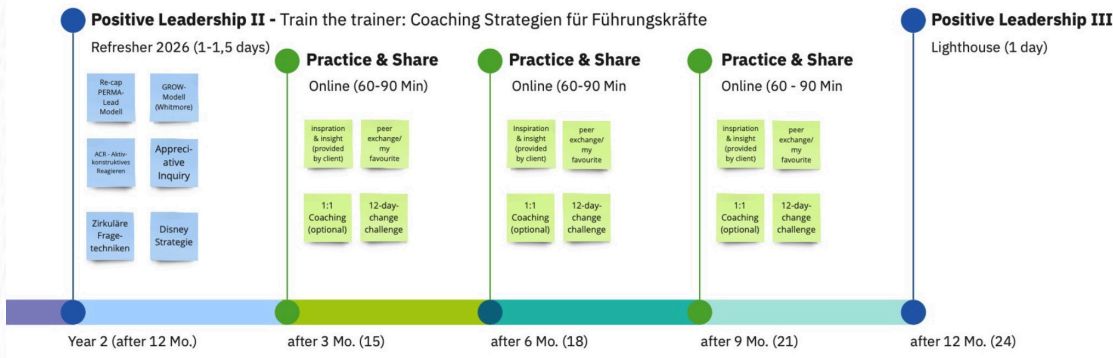 Positive Leadership II - Train the trainer: Coaching Strategien für Führungskräfte
Refresher 2026 (1-1,5 days)
Re-cap
PERMA-
Lead
Modell
GROW-
Modell
(Whitmore)
ACR - Aktiv-
konstruktives
Reagieren
Appreci-
ative
Inquiry
Zirkuläre
Frage-
techniken
Disney
Strategie
Practice & Share
Online (60-90 Min)
inspration
& insight
(provided
by client)
peer
exchange/
my
favourite
1:1
Coaching
(optional)
12-day-
change
challenge
Practice & Share
Online (60-90 Min
Inspiration
& insight
(provided
by client)
peer
exchange/
my
favourite
1:1
Coaching
(optional)
12-day-
change
challenge
Practice & Share
Online (60 - 90 Min
inspriation
& insight
(provided
by client)
peer
exchange/
my
favourite
1:1
Coaching
(optional)
12-day-
change
challenge
Positive Leadership III
Lighthouse (1 day)
Year 2 (after 12 Mo.)
after 3 Mo. (15)
after 6 Mo. (18)
after 9 Mo. (21)
after 12 Mo. (24)